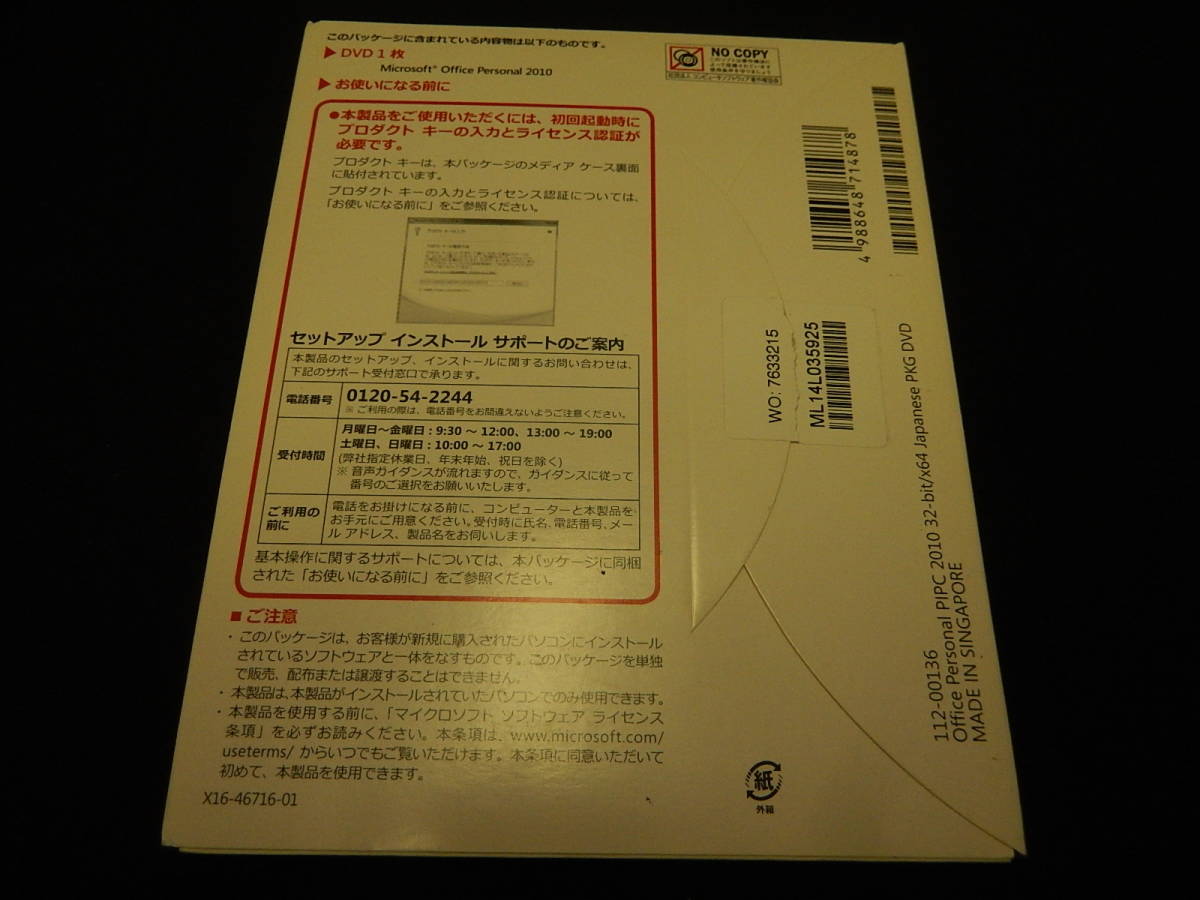 このパッケージに含まれている内容物は以下のものです。
▶ DVD 1 枚
Microsoft® Office Personal 2010
▶ お使いになる前に
●本製品をご使用いただくには、初回起動時に
プロダクト キーの入力とライセンス認証が
必要です。
プロダクト キーは、本パッケージのメディア ケース裏面
に貼付されています。
プロダクト キーの入力とライセンス認証については、
「お使いになる前に」をご参照ください。
セットアップ インストール サポートのご案内
本製品のセットアップ、インストールに関するお問い合わせは、
下記のサポート受付窓口で承ります。
電話番号
0120-54-2244
※ ご利用の際は、電話番号をお間違えないようご注意ください。
受付時間
月曜日～金曜日 : 9:30 ～ 12:00、13:00 ～ 19:00
土曜日、日曜日 : 10:00 ～ 17:00
(弊社指定休業日、年末年始、祝日を除く)
※ 音声ガイダンスが流れますので、ガイダンスに従って
番号のご選択をお願いいたします。
ご利用の
前に
電話をお掛けになる前に、コンピューターと本製品を
お手元にご用意ください。受付時に氏名、電話番号、メー
ル アドレス、製品名をお伺いします。
基本操作に関するサポートについては、本パッケージに同梱
された「お使いになる前に」をご参照ください。
■ ご注意
・このパッケージは、お客様が新規に購入されたパソコンにインストール
されているソフトウェアと一体をなすものです。このパッケージを単独
で販売、配布または譲渡することはできません。
・本製品は、本製品がインストールされていたパソコンでのみ使用できます。
・本製品を使用する前に、「マイクロソフト ソフトウェア ライセンス
条項」を必ずお読みください。本条項は、www.microsoft.com/
useterms/ からいつでもご覧いただけます。本条項に同意いただいて
初めて、本製品を使用できます。
X16-46716-01
NO COPY
社団法人 コンピュータソフトウェア著作権協会
4 988648 714878
WO: 7633215
ML14L035925
112-00136
Office Personal PIPC 2010 32-bit/x64 Japanese PKG DVD
MADE IN SINGAPORE
紙
外箱